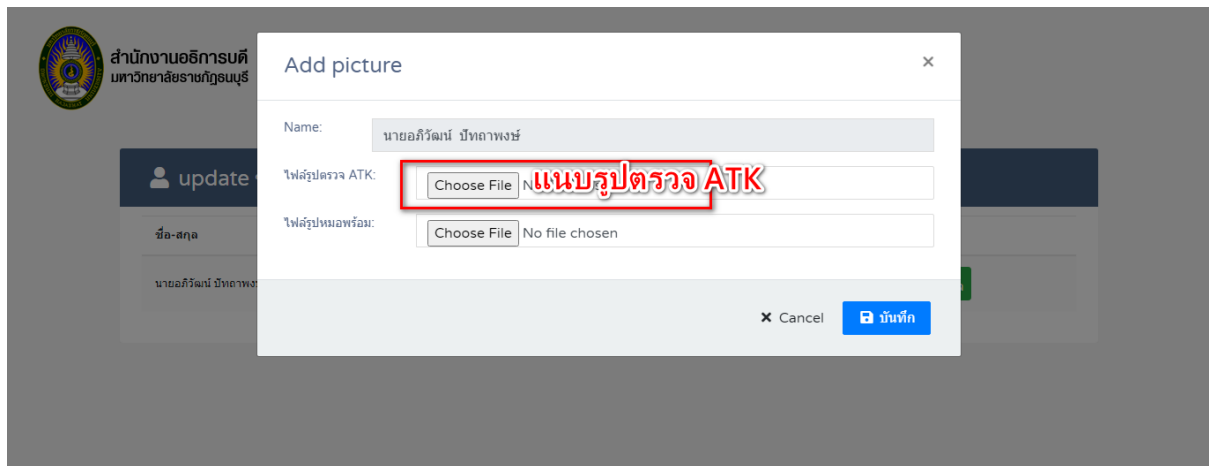 สำนักงานอธิการบดี
มหาวิทยาลัยราชภัฏธนบุรี
Add picture ×
Name: นายอภิวัฒน์ ปัทถาพงษ์
update
ไฟล์รูปตรวจ ATK: Choose File แนบรูปตรวจ ATK
ไฟล์รูปหมอพร้อม: Choose File No file chosen
ชื่อ-สกุล
นายอภิวัฒน์ ปัทถาพงษ์
Cancel บันทึก